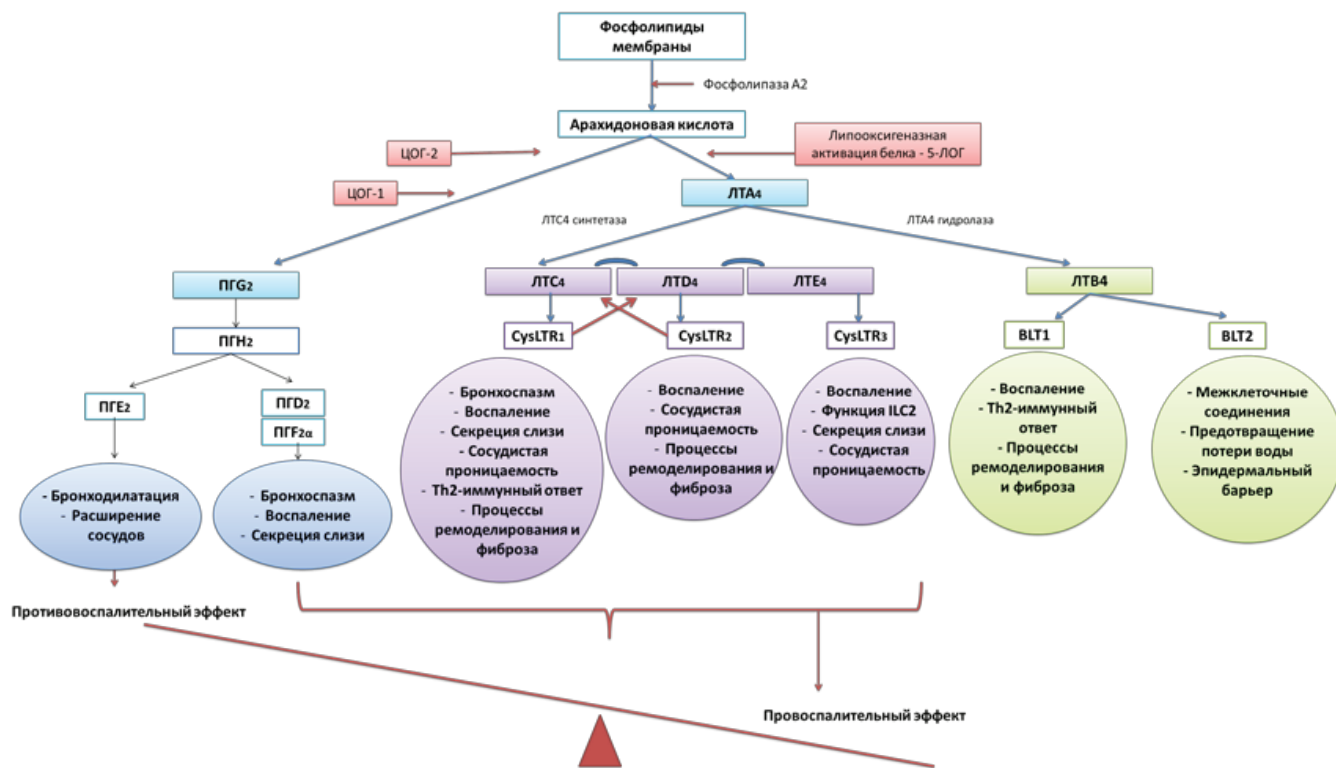 Фосфолипиды
мембраны
Фосфолипаза А2
Арахидоновая кислота
ЦОГ-2
Липооксигеназная
активация белка - 5-ЛОГ
ЦОГ-1
ЛТА4
ЛТС4 синтетаза
ЛТА4 гидролаза
ПГG2
ЛТС4
ЛТD4
ЛТЕ4
ЛТВ4
ПГН2
CysLTR1
CysLTR2
CysLTR3
BLT1
BLT2
ПГЕ2
ПГD2
ПГF2α
- Бронходилатация
- Расширение
сосудов
- Бронхоспазм
- Воспаление
- Секреция слизи
- Бронхоспазм
- Воспаление
- Секреция слизи
- Сосудистая
проницаемость
- Th2-иммунный ответ
- Процессы
ремоделирования и
фиброза
- Воспаление
- Сосудистая
проницаемость
- Процессы
ремоделирования и
фиброза
- Воспаление
- Функция ILC2
- Секреция слизи
- Сосудистая
проницаемость
- Воспаление
- Th2-иммунный
ответ
- Процессы
ремоделирования
и фиброза
- Межклеточные
соединения
- Предотвращение
потери воды
- Эпидермальный
барьер
Противовоспалительный эффект
Провоспалительный эффект